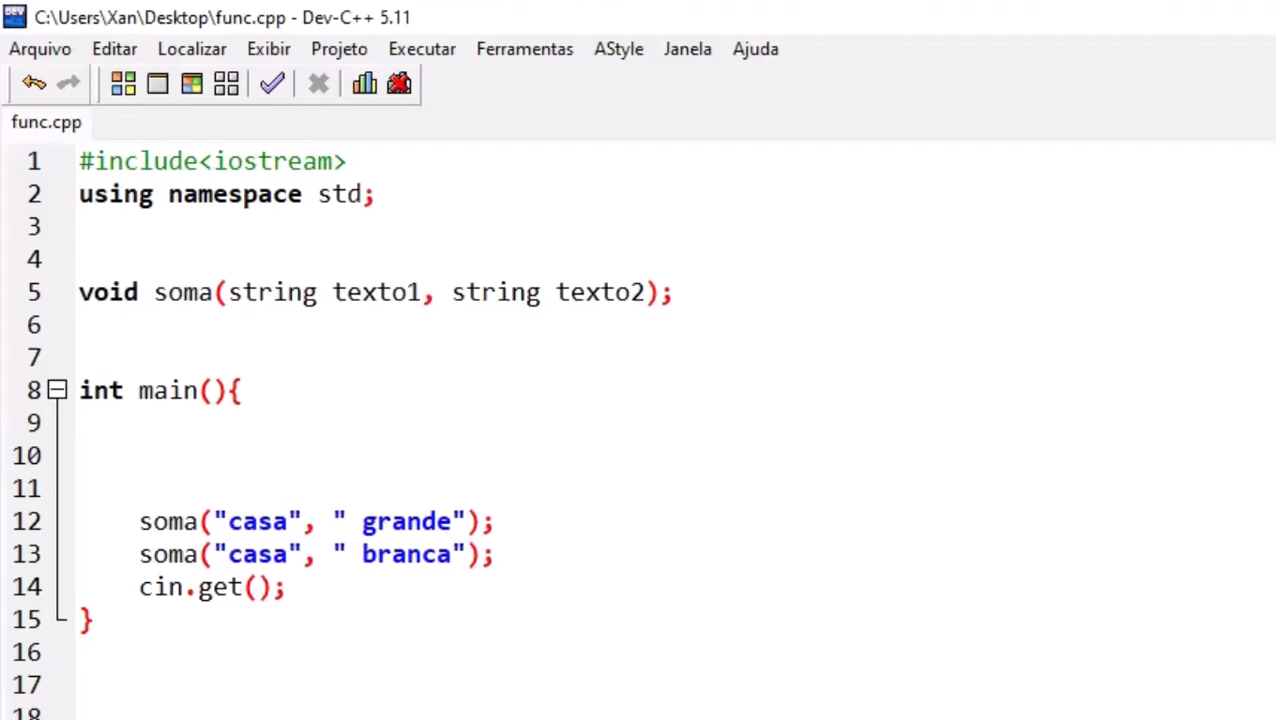 C:\Users\Xan\Desktop\func.cpp - Dev-C++ 5.11
Arquivo Editar Localizar Exibir Projeto Executar Ferramentas AStyle Janela Ajuda
func.cpp
1 #include<iostream>
2 using namespace std;
3
4
5 void soma(string texto1, string texto2);
6
7
8 int main(){
9
10
11
12 soma("casa", " grande");
13 soma("casa", " branca");
14 cin.get();
15 }
16
17
18